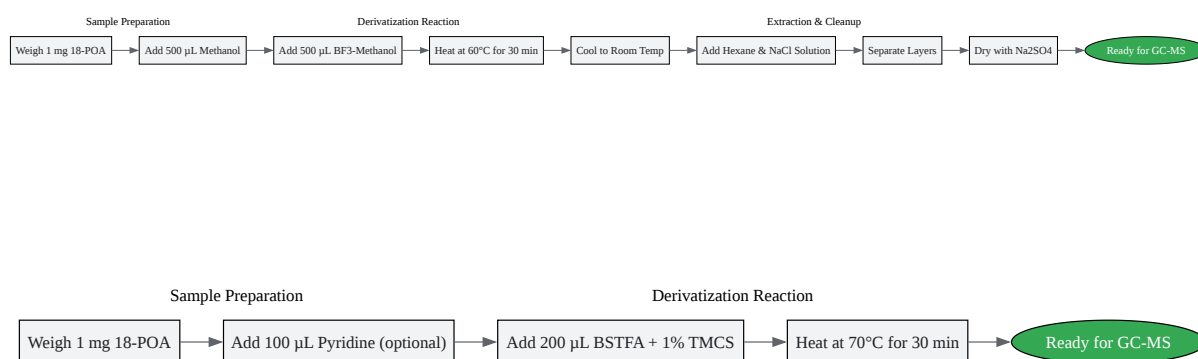 Sample Preparation
Derivatization Reaction
Extraction & Cleanup
Weigh 1 mg 18-POA
Add 500 µL Methanol
Add 500 µL BF3-Methanol
Heat at 60°C for 30 min
Cool to Room Temp
Add Hexane & NaCl Solution
Separate Layers
Dry with Na2SO4
Ready for GC-MS
Sample Preparation
Derivatization Reaction
Weigh 1 mg 18-POA
Add 100 µL Pyridine (optional)
Add 200 µL BSTFA + 1% TMCS
Heat at 70°C for 30 min
Ready for GC-MS